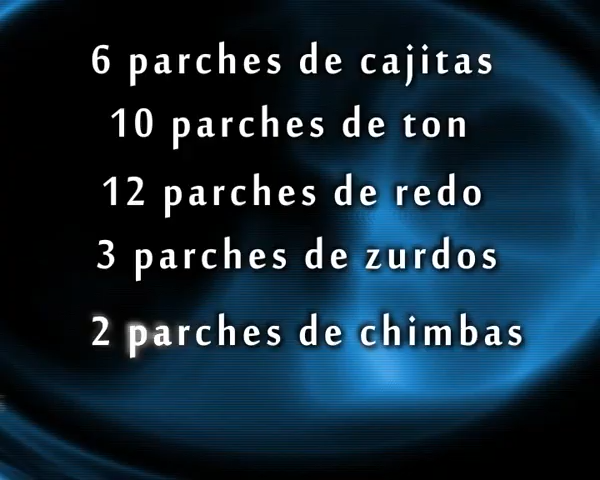 6 parches de cajitas
10 parches de ton
12 parches de redo
3 parches de zurdos
2 parches de chimbas